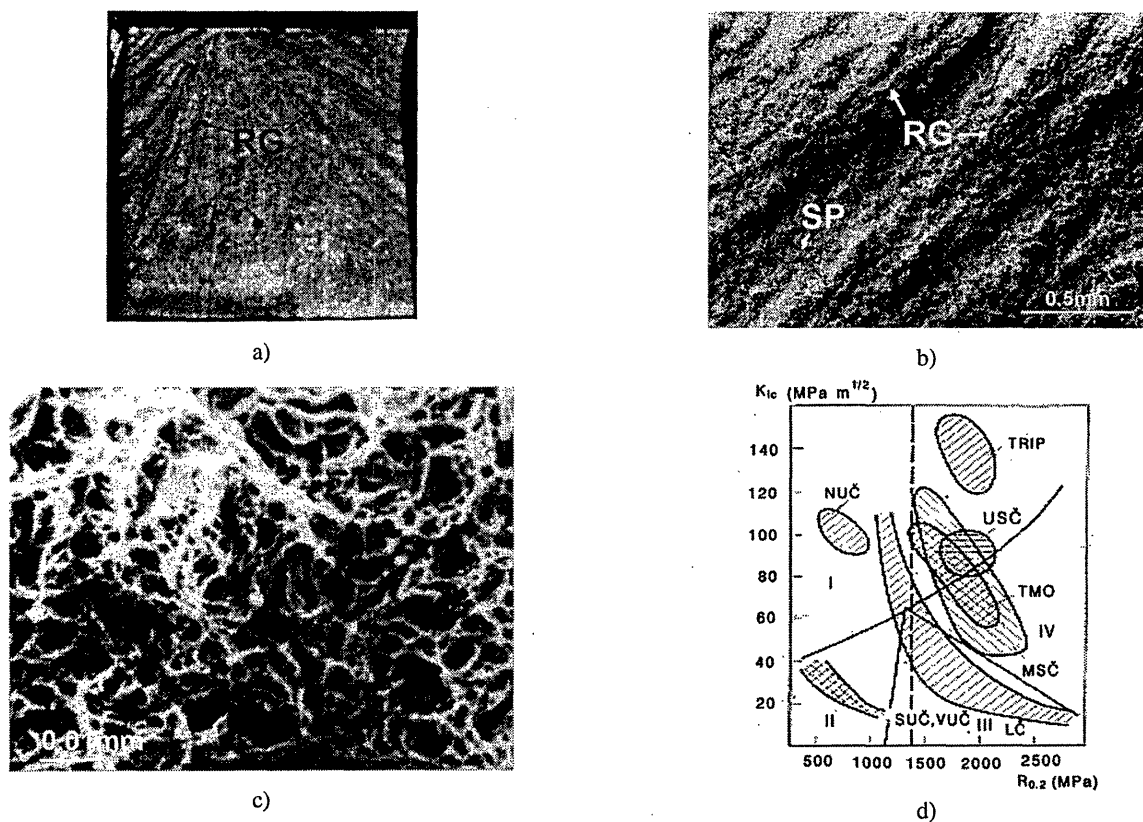 RG
a)
RG
SP
0.5mm
b)
0.01mm
c)
K_Ic (MPa m^1/2)
140
120
100
80
60
40
20
TRIP
NUČ
USČ
I
TMO
IV
MSČ
II
SUČ,VUČ
III
LČ
500
1000
1500
2000
2500
R_0.2 (MPa)
d)